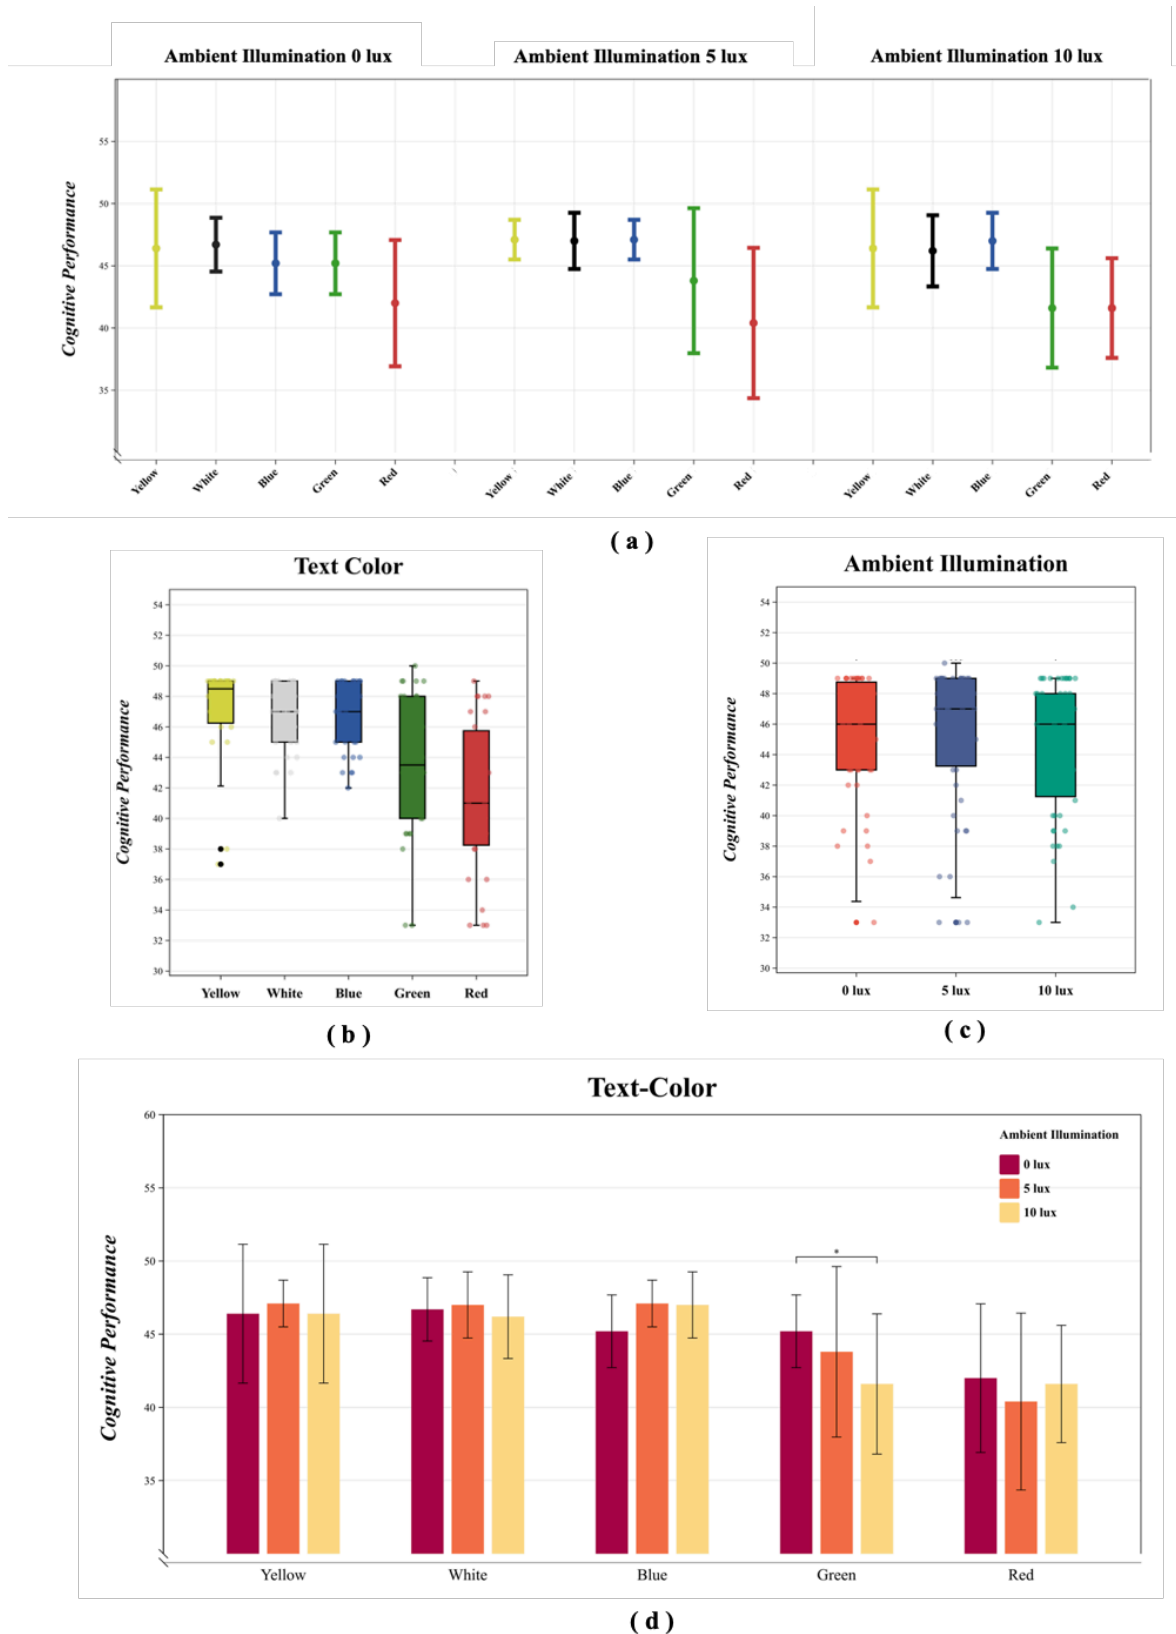 Ambient Illumination 0 lux
Ambient Illumination 5 lux
Ambient Illumination 10 lux
Cognitive Performance
55
50
45
40
35
Yellow
White
Blue
Green
Red
Yellow
White
Blue
Green
Red
Yellow
White
Blue
Green
Red
( a )
Text Color
Cognitive Performance
54
52
50
48
46
44
42
40
38
36
34
32
30
Yellow White Blue Green Red
( b )
Ambient Illumination
Cognitive Performance
54
52
50
48
46
44
42
40
38
36
34
32
30
0 lux 5 lux 10 lux
( c )
Text-Color
Cognitive Performance
60
55
50
45
40
35
Ambient Illumination
0 lux
5 lux
10 lux
*
Yellow White Blue Green Red
( d )